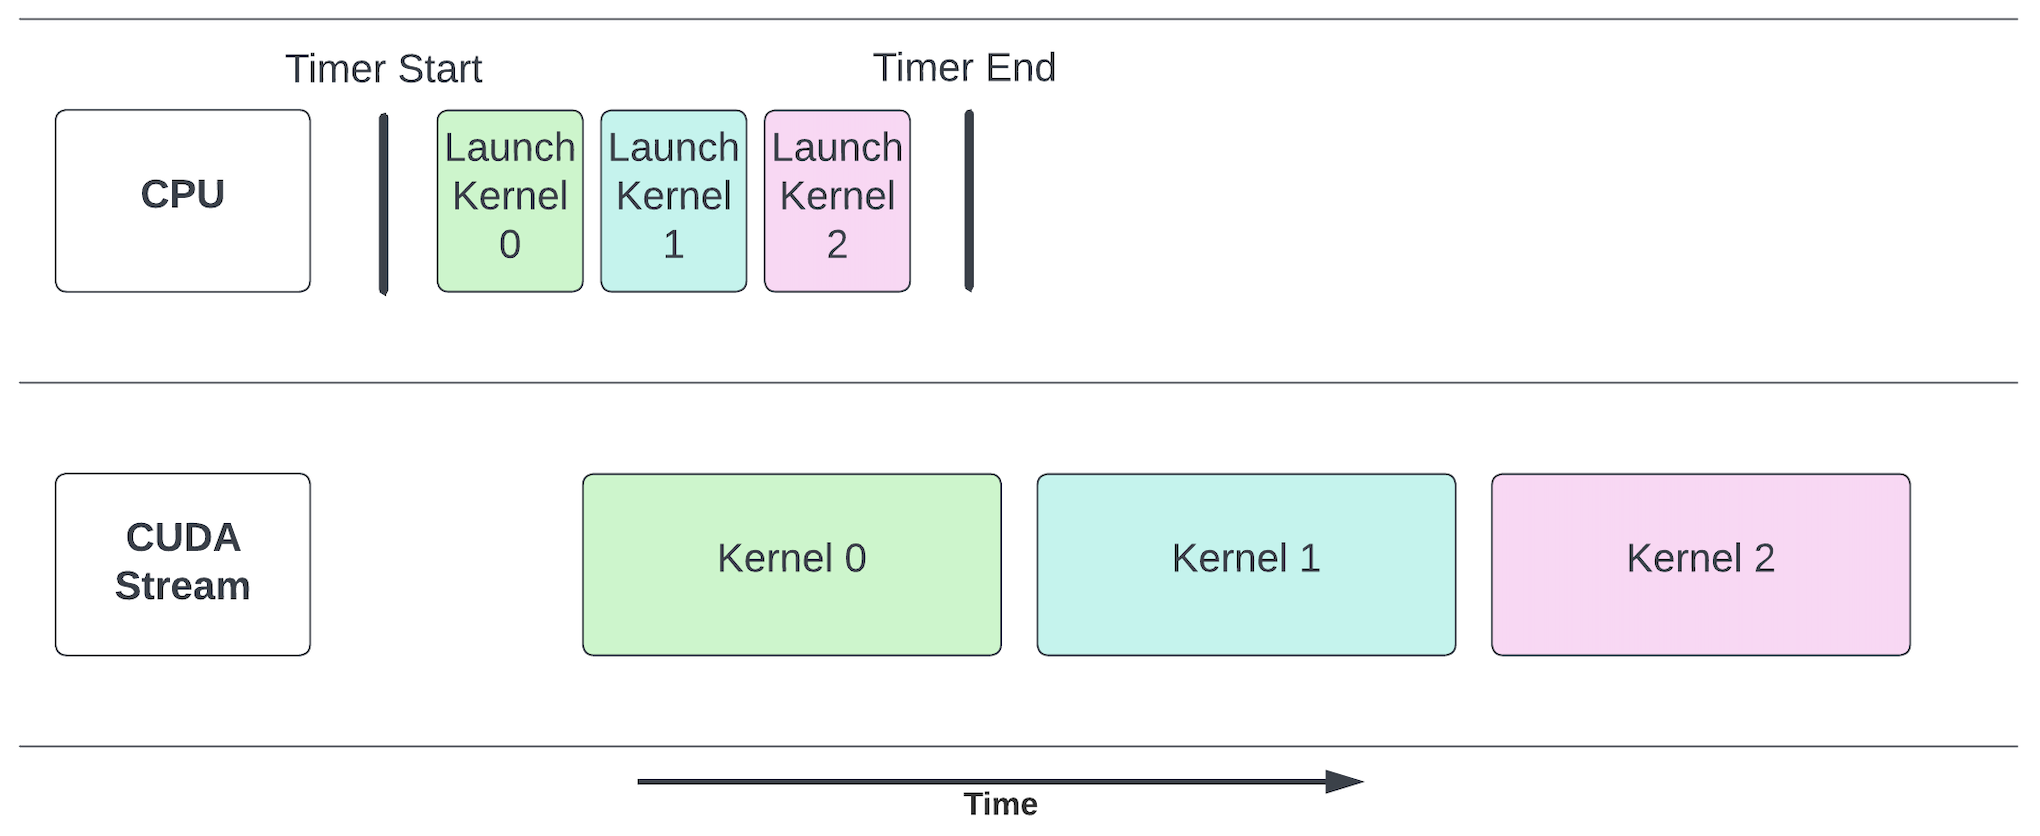 Timer Start
Timer End
CPU
Launch
Kernel
0
Launch
Kernel
1
Launch
Kernel
2
CUDA
Stream
Kernel 0
Kernel 1
Kernel 2
Time